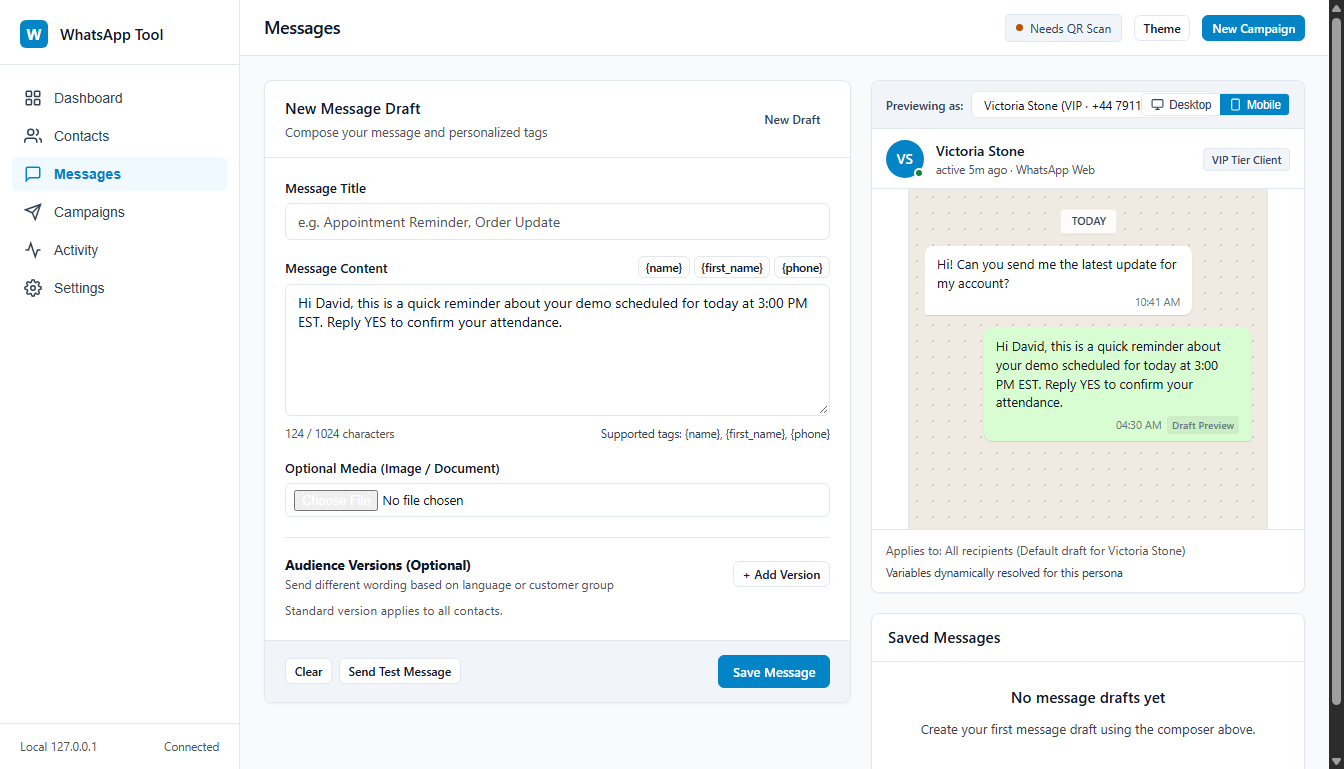 W WhatsApp Tool
Dashboard
Contacts
Messages
Campaigns
Activity
Settings
Local 127.0.0.1 Connected
Messages
Needs QR Scan
Theme
New Campaign
New Message Draft
Compose your message and personalized tags
New Draft
Message Title
e.g. Appointment Reminder, Order Update
Message Content
{name} {first_name} {phone}
Hi David, this is a quick reminder about your demo scheduled for today at 3:00 PM
EST. Reply YES to confirm your attendance.
124 / 1024 characters
Supported tags: {name}, {first_name}, {phone}
Optional Media (Image / Document)
Choose File No file chosen
Audience Versions (Optional)
Send different wording based on language or customer group
+ Add Version
Standard version applies to all contacts.
Clear
Send Test Message
Save Message
Previewing as:
Victoria Stone (VIP · +44 7911
Desktop
Mobile
VS
Victoria Stone
active 5m ago · WhatsApp Web
VIP Tier Client
TODAY
Hi! Can you send me the latest update for
my account?
10:41 AM
Hi David, this is a quick reminder about
your demo scheduled for today at 3:00
PM EST. Reply YES to confirm your
attendance.
04:30 AM Draft Preview
Applies to: All recipients (Default draft for Victoria Stone)
Variables dynamically resolved for this persona
Saved Messages
No message drafts yet
Create your first message draft using the composer above.